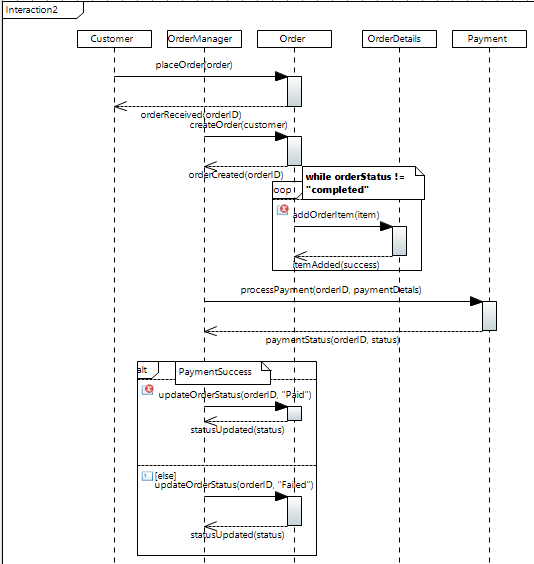 Interaction2
Customer
OrderManager
Order
OrderDetails
Payment
placeOrder(order)
orderReceived(orderID)
createOrder(customer)
orderCreated(orderID)
while orderStatus !=
"completed"
oop
addOrderItem(item)
itemAdded(success)
processPayment(orderID, paymentDetals)
paymentStatus(orderID, status)
alt
PaymentSuccess
updateOrderStatus(orderID, "Paid")
statusUpdated(status)
[else]
updateOrderStatus(orderID, "Failed")
statusUpdated(status)